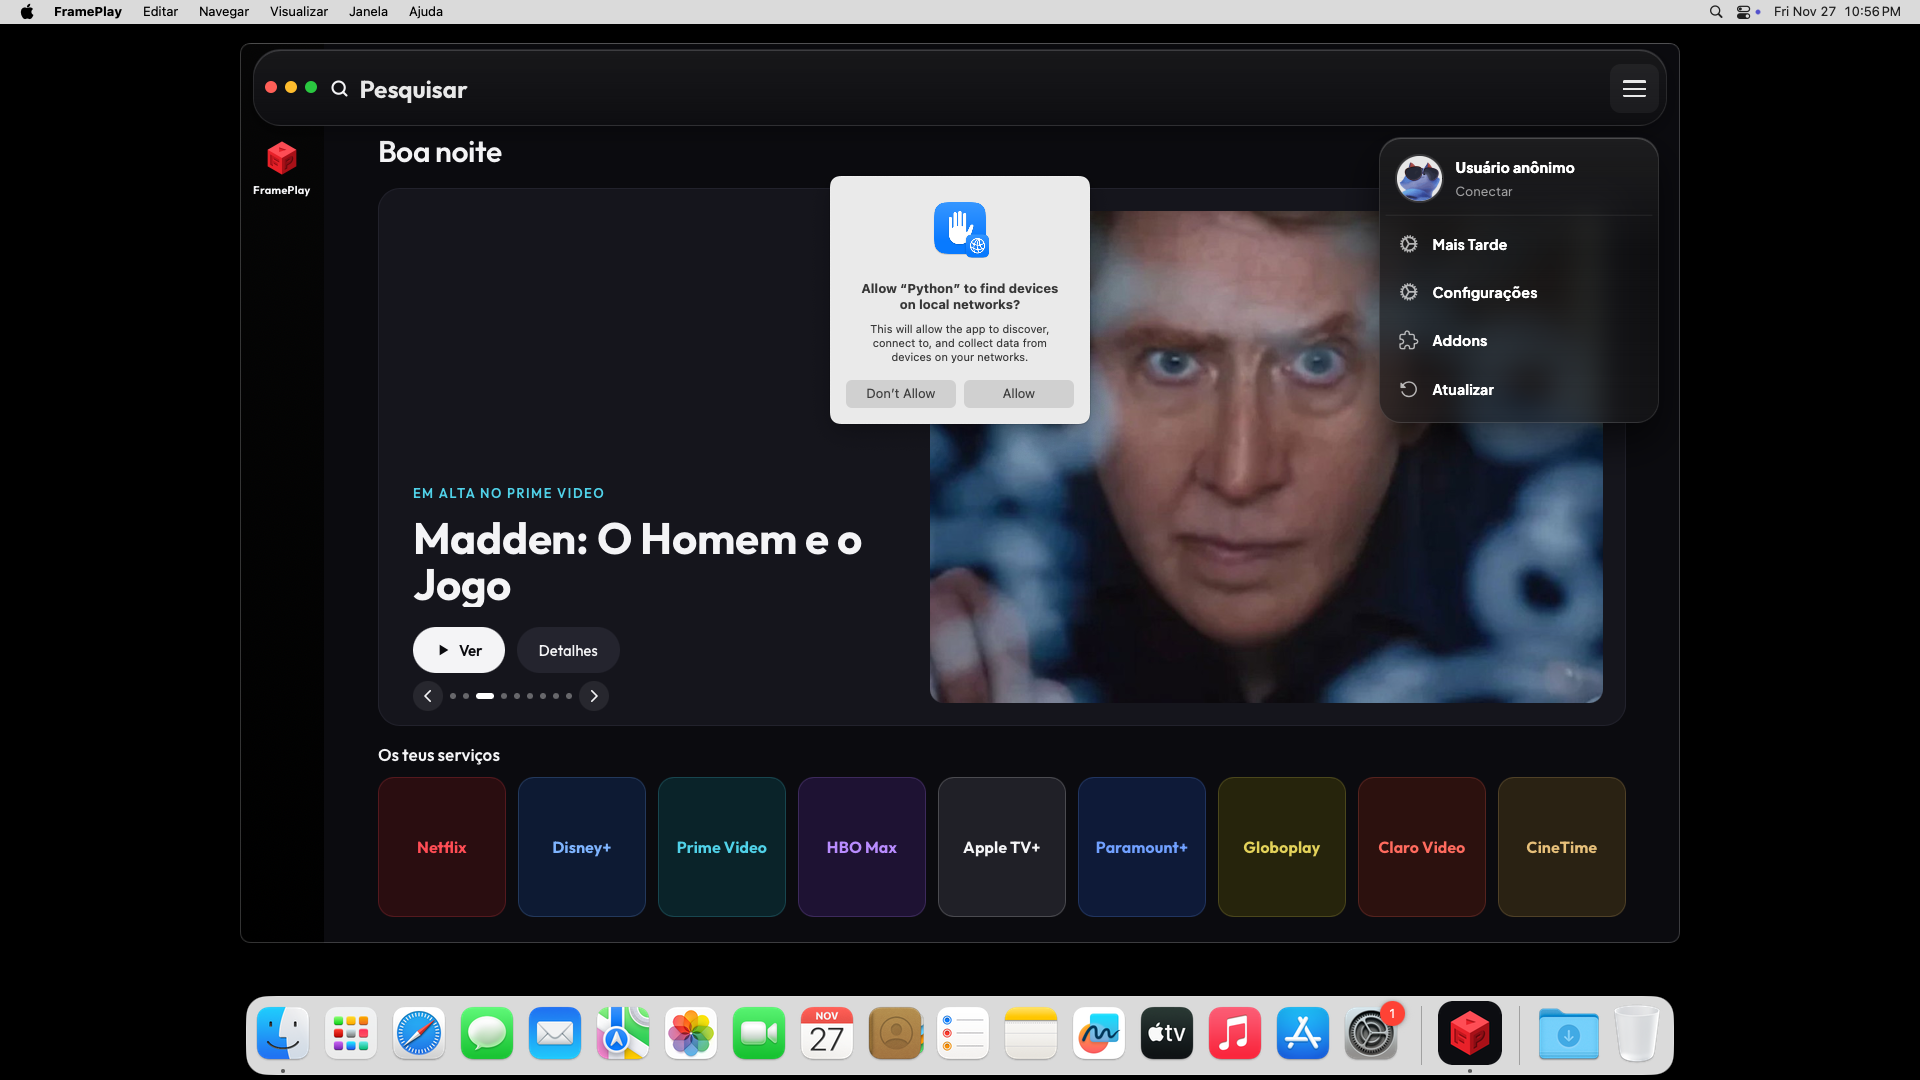 FramePlay Editar Navegar Visualizar Janela Ajuda
Fri Nov 27 10:56 PM
Pesquisar
FramePlay
Boa noite
Usuário anônimo
Conectar
Mais Tarde
Configurações
Addons
Atualizar
Allow “Python” to find devices
on local networks?
This will allow the app to discover,
connect to, and collect data from
devices on your networks.
Don’t Allow Allow
EM ALTA NO PRIME VIDEO
Madden: O Homem e o
Jogo
Ver Detalhes
Os teus serviços
Netflix Disney+ Prime Video HBO Max Apple TV+ Paramount+ Globoplay Claro Video CineTime
NOV
27
tv
1